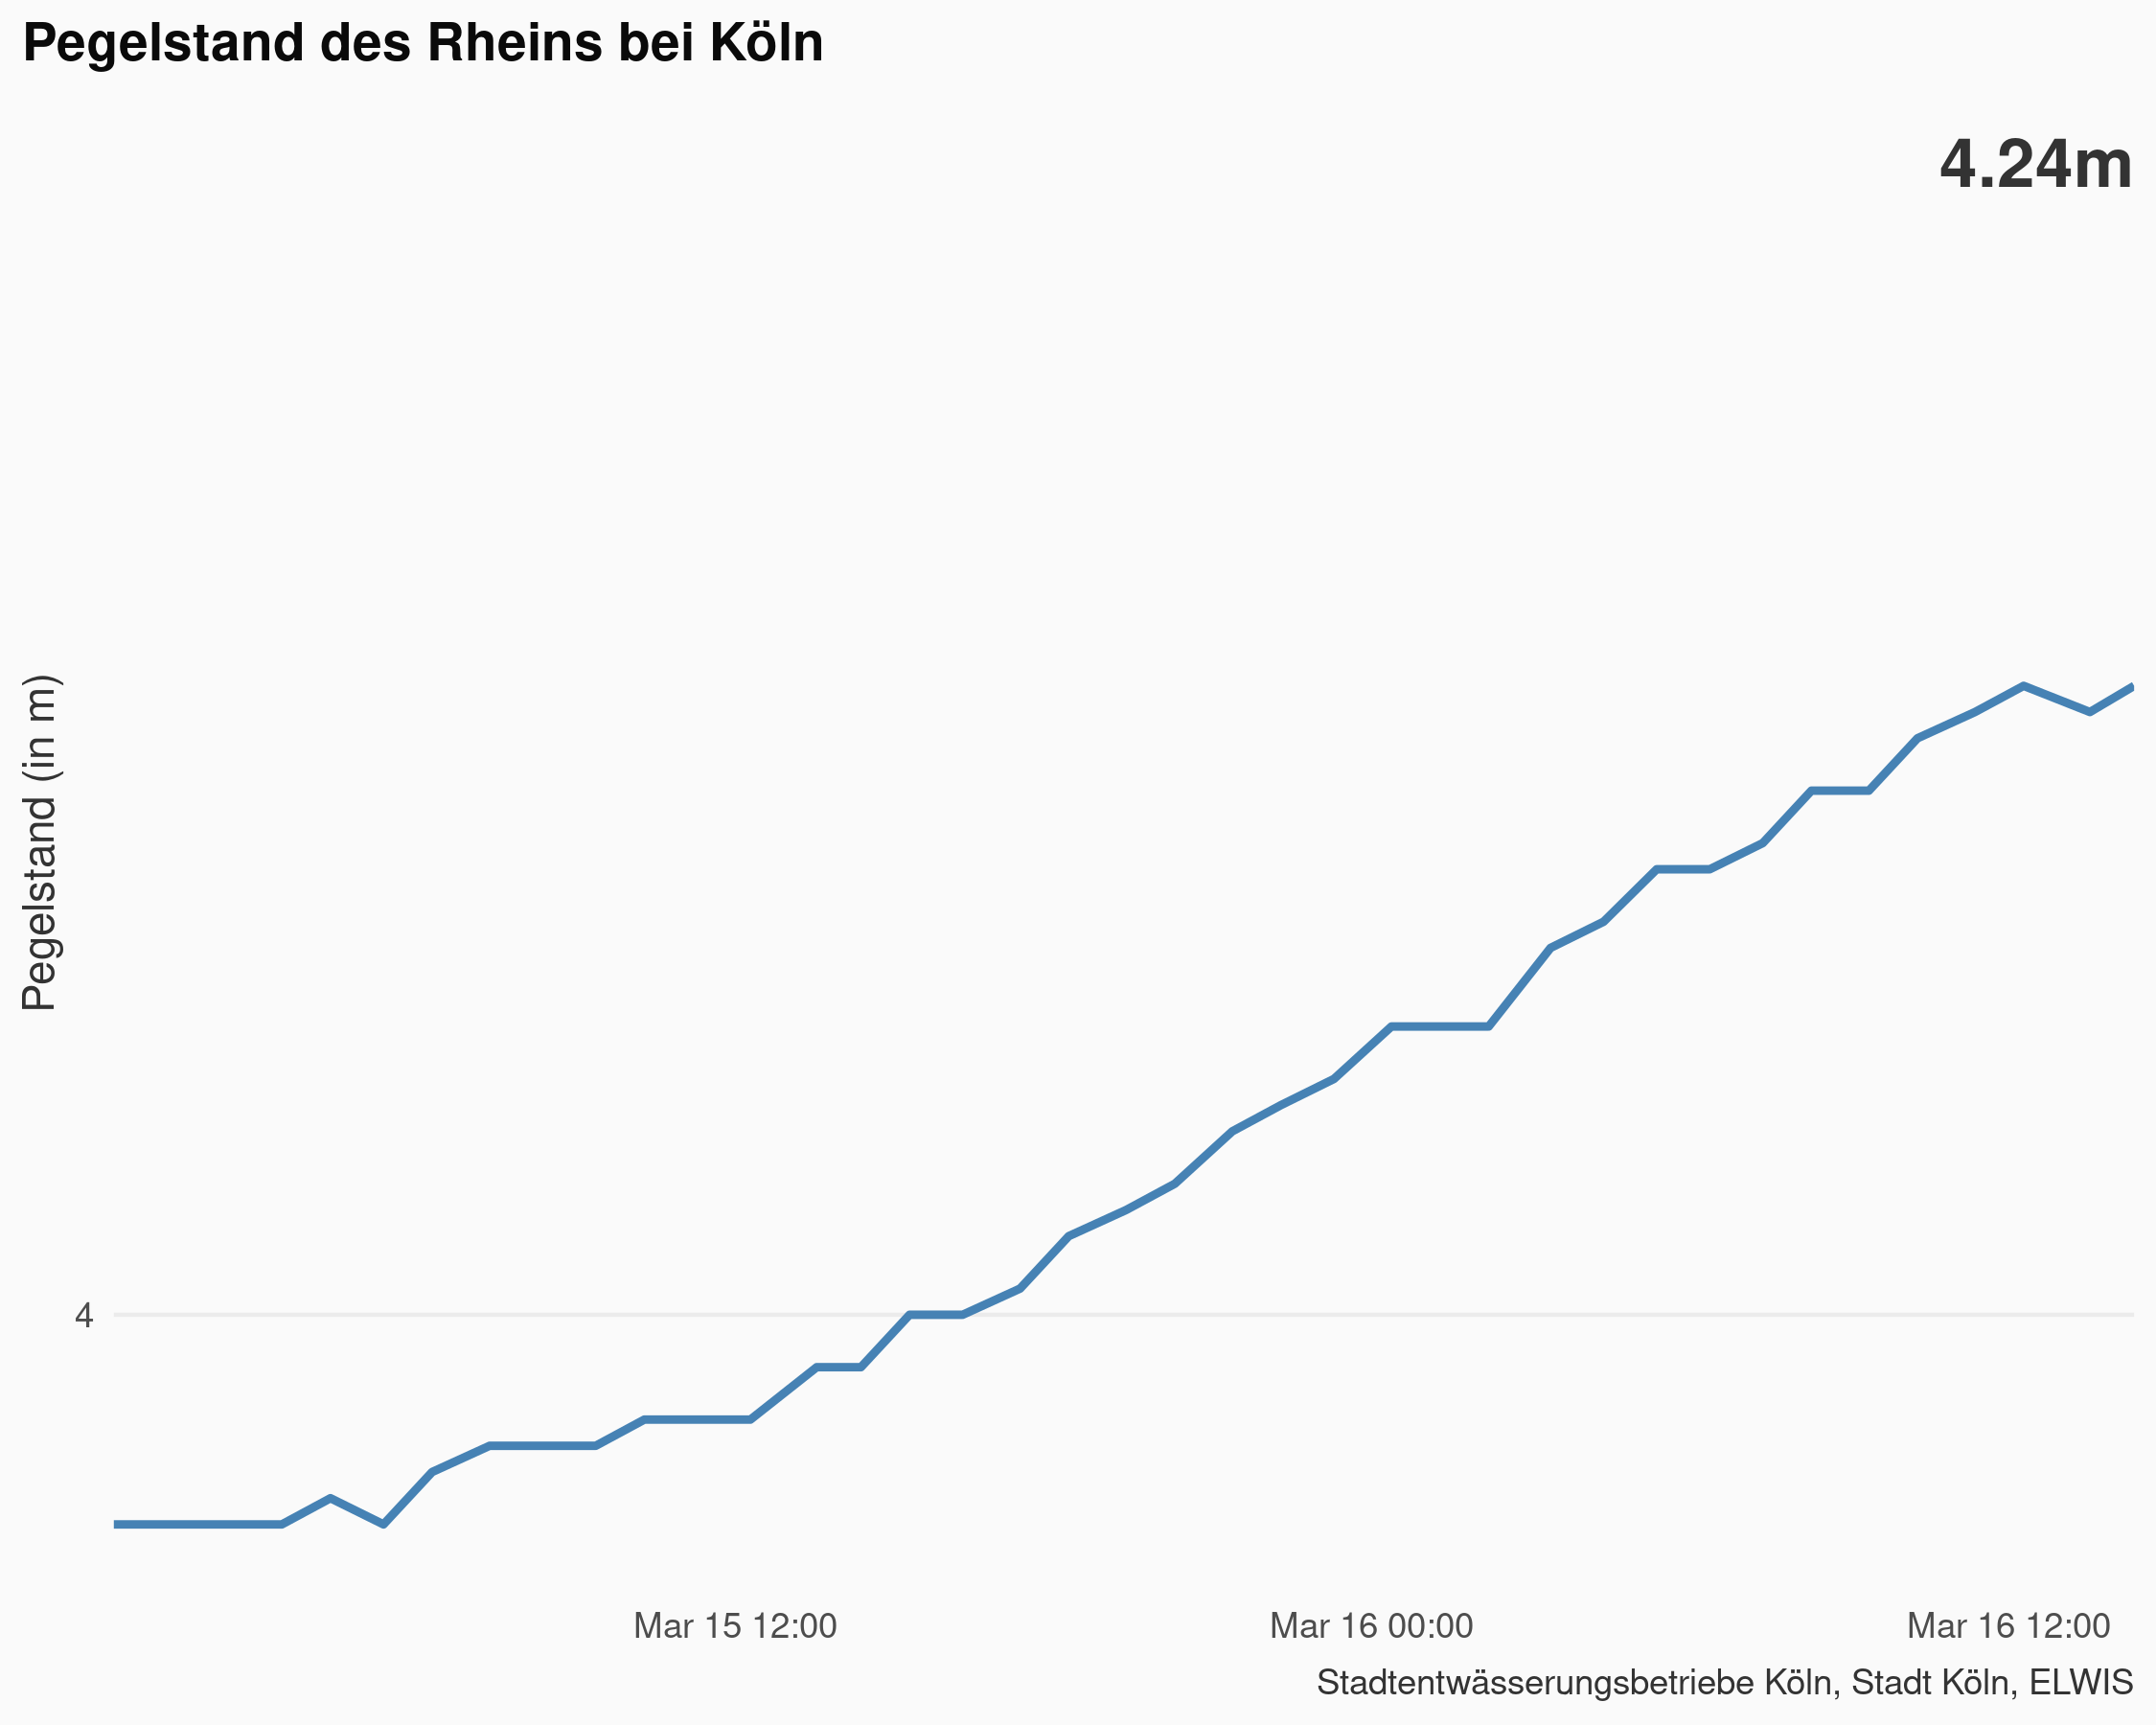 Pegelstand des Rheins bei Köln
4.24m
Pegelstand (in m)
4
Mar 15 12:00
Mar 16 00:00
Mar 16 12:00
Stadtentwässerungsbetriebe Köln, Stadt Köln, ELWIS